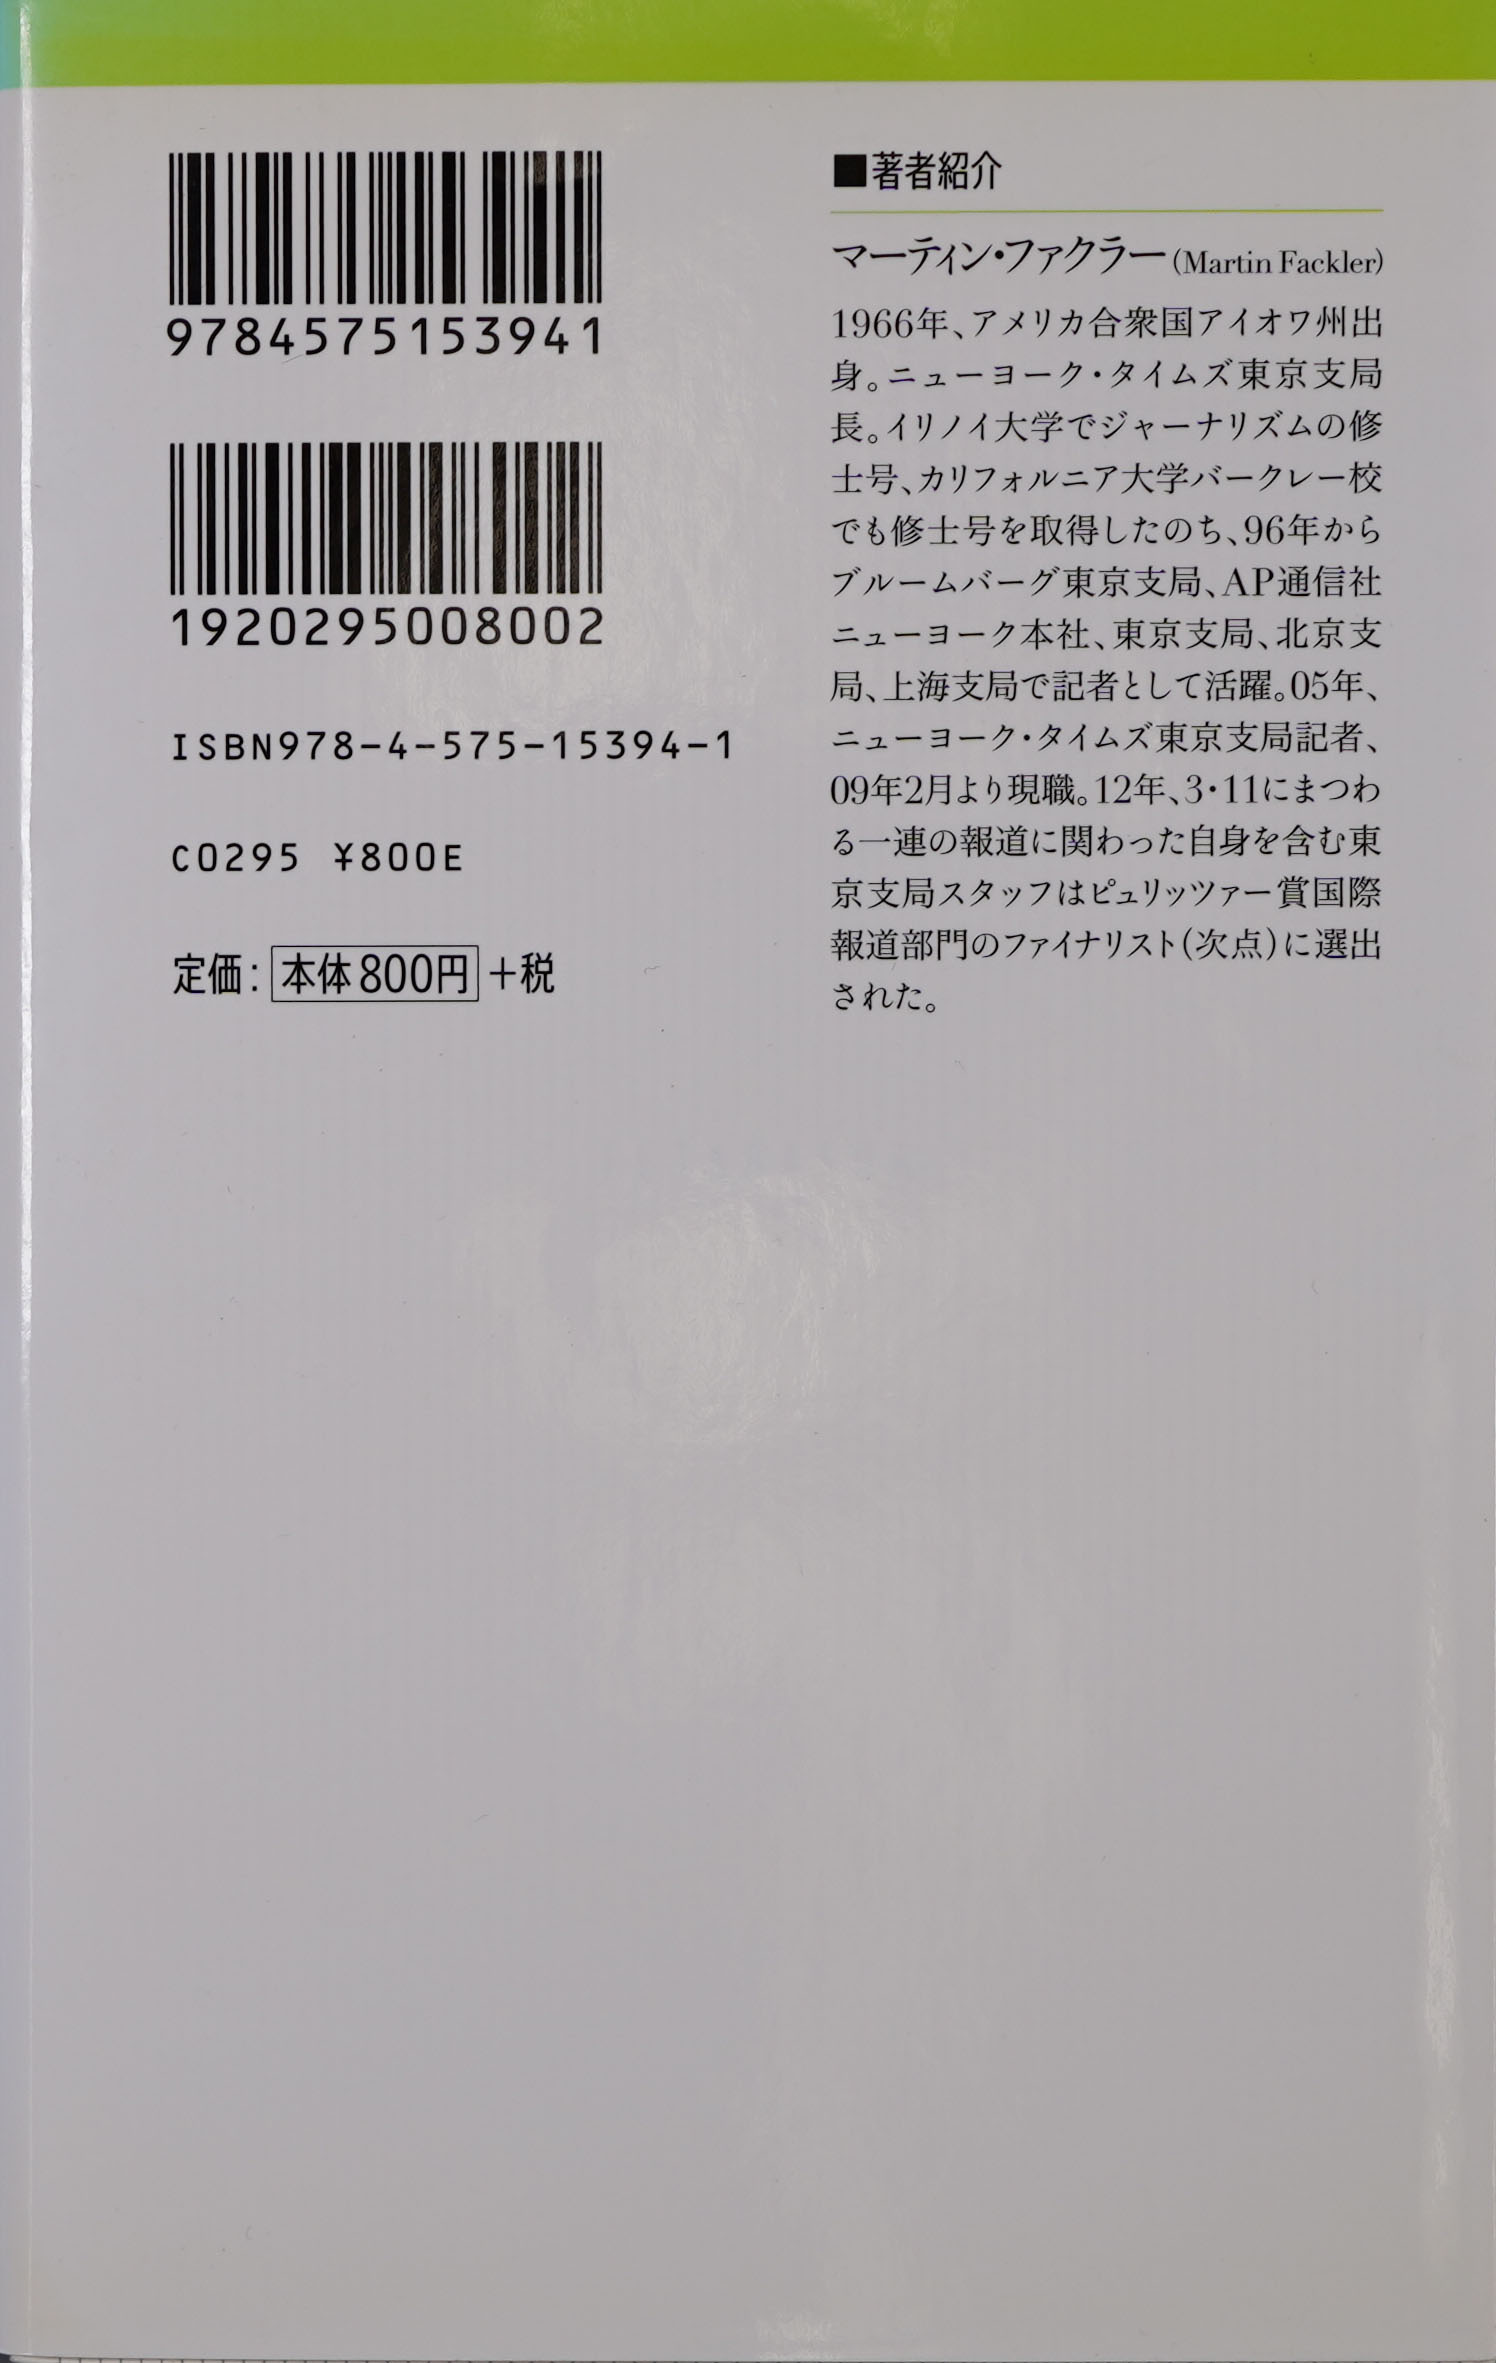 9784575153941
1920295008002
ISBN978-4-575-15394-1
C0295 ¥800E
定価：本体800円+税
■著者紹介
マーティン・ファクラー(Martin Fackler)
1966年、アメリカ合衆国アイオワ州出
身。ニューヨーク・タイムズ東京支局
長。イリノイ大学でジャーナリズムの修
士号、カリフォルニア大学バークレー校
でも修士号を取得したのち、96年から
ブルームバーグ東京支局、AP通信社
ニューヨーク本社、東京支局、北京支
局、上海支局で記者として活躍。05年、
ニューヨーク・タイムズ東京支局記者、
09年2月より現職。12年、3・11にまつわ
る一連の報道に関わった自身を含む東
京支局スタッフはピュリッツァー賞国際
報道部門のファイナリスト(次点)に選出
された。